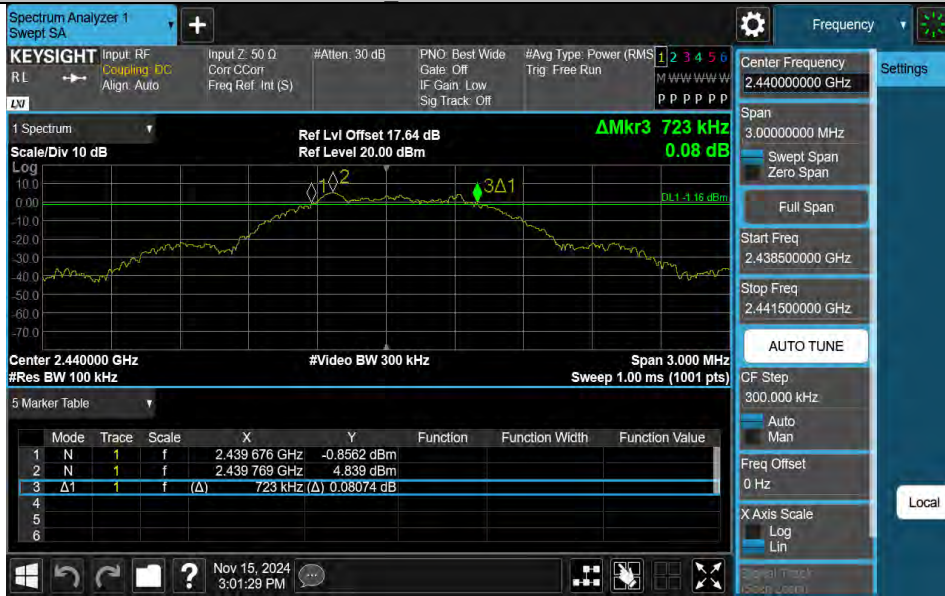 Spectrum Analyzer 1
Swept SA
+
Frequency
KEYSIGHT
RL
LXI
Input: RF
Coupling: DC
Align: Auto
Input Z: 50 Ω
Corr CCorr
Freq Ref: Int (S)
#Atten: 30 dB
PNO: Best Wide
Gate: Off
IF Gain: Low
Sig Track: Off
#Avg Type: Power (RMS
Trig: Free Run
1 2 3 4 5 6
M W W W W W
P P P P P P
Center Frequency
2.440000000 GHz
Settings
Span
3.00000000 MHz
Swept Span
Zero Span
Full Span
Start Freq
2.438500000 GHz
Stop Freq
2.441500000 GHz
AUTO TUNE
CF Step
300.000 kHz
Auto
Man
Freq Offset
0 Hz
X Axis Scale
Log
Lin
Signal Track
(Span Zoom)
Local
1 Spectrum
Scale/Div 10 dB
Ref Lvl Offset 17.64 dB
Ref Level 20.00 dBm
ΔMkr3 723 kHz
0.08 dB
Log
10.0
0.00
-10.0
-20.0
-30.0
-40.0
-50.0
-60.0
-70.0
1
2
3Δ1
DL1 -1.16 dBm
Center 2.440000 GHz
#Res BW 100 kHz
#Video BW 300 kHz
Span 3.000 MHz
Sweep 1.00 ms (1001 pts)
5 Marker Table
Mode Trace Scale X Y Function Function Width Function Value
1 N 1 f 2.439 676 GHz -0.8562 dBm
2 N 1 f 2.439 769 GHz 4.839 dBm
3 Δ1 1 f (Δ) 723 kHz (Δ) 0.08074 dB
4
5
6
?
Nov 15, 2024
3:01:29 PM